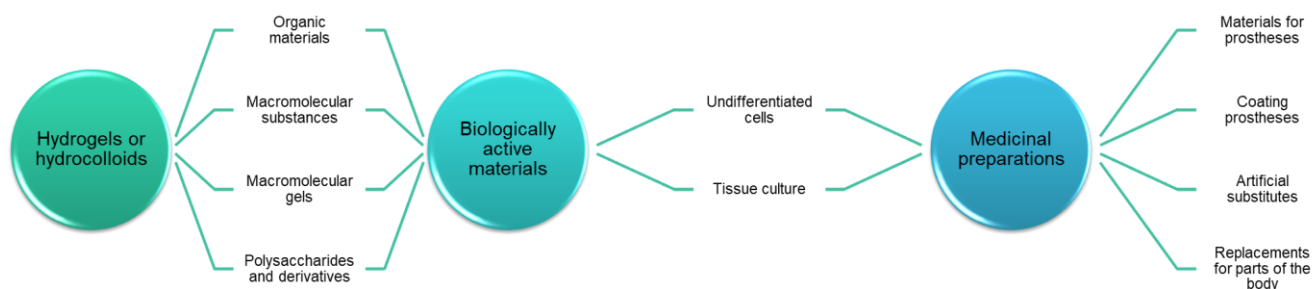 Hydrogels or
hydrocolloids
Organic
materials
Macromolecular
substances
Macromolecular
gels
Polysaccharides
and derivatives
Biologically
active
materials
Undifferentiated
cells
Tissue culture
Medicinal
preparations
Materials for
prostheses
Coating
prostheses
Artificial
substitutes
Replacements
for parts of the
body